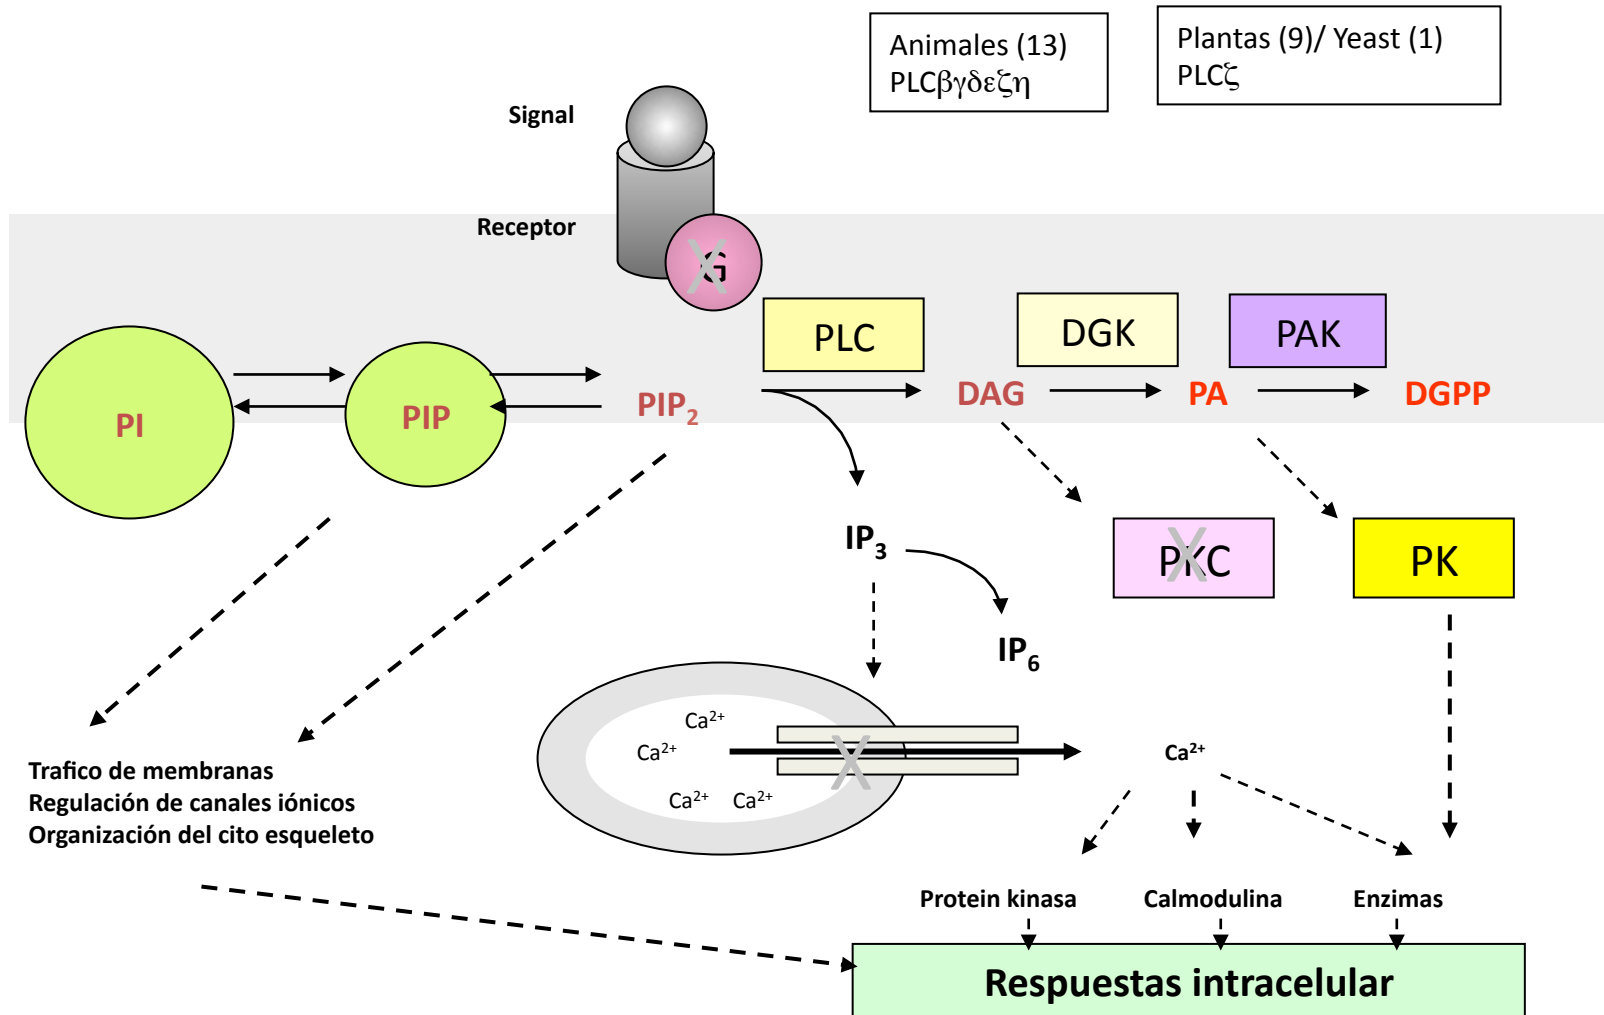 Animales (13)
PLCβγδεζη
Plantas (9)/ Yeast (1)
PLCζ
Signal
Receptor
G
X
PLC
DGK
PAK
PI
PIP
PIP₂
DAG
PA
DGPP
IP₃
PKC
X
PK
IP₆
Ca²⁺
Ca²⁺
Ca²⁺ Ca²⁺
X
Ca²⁺
Trafico de membranas
Regulación de canales iónicos
Organización del cito esqueleto
Protein kinasa
Calmodulina
Enzimas
Respuestas intracelular